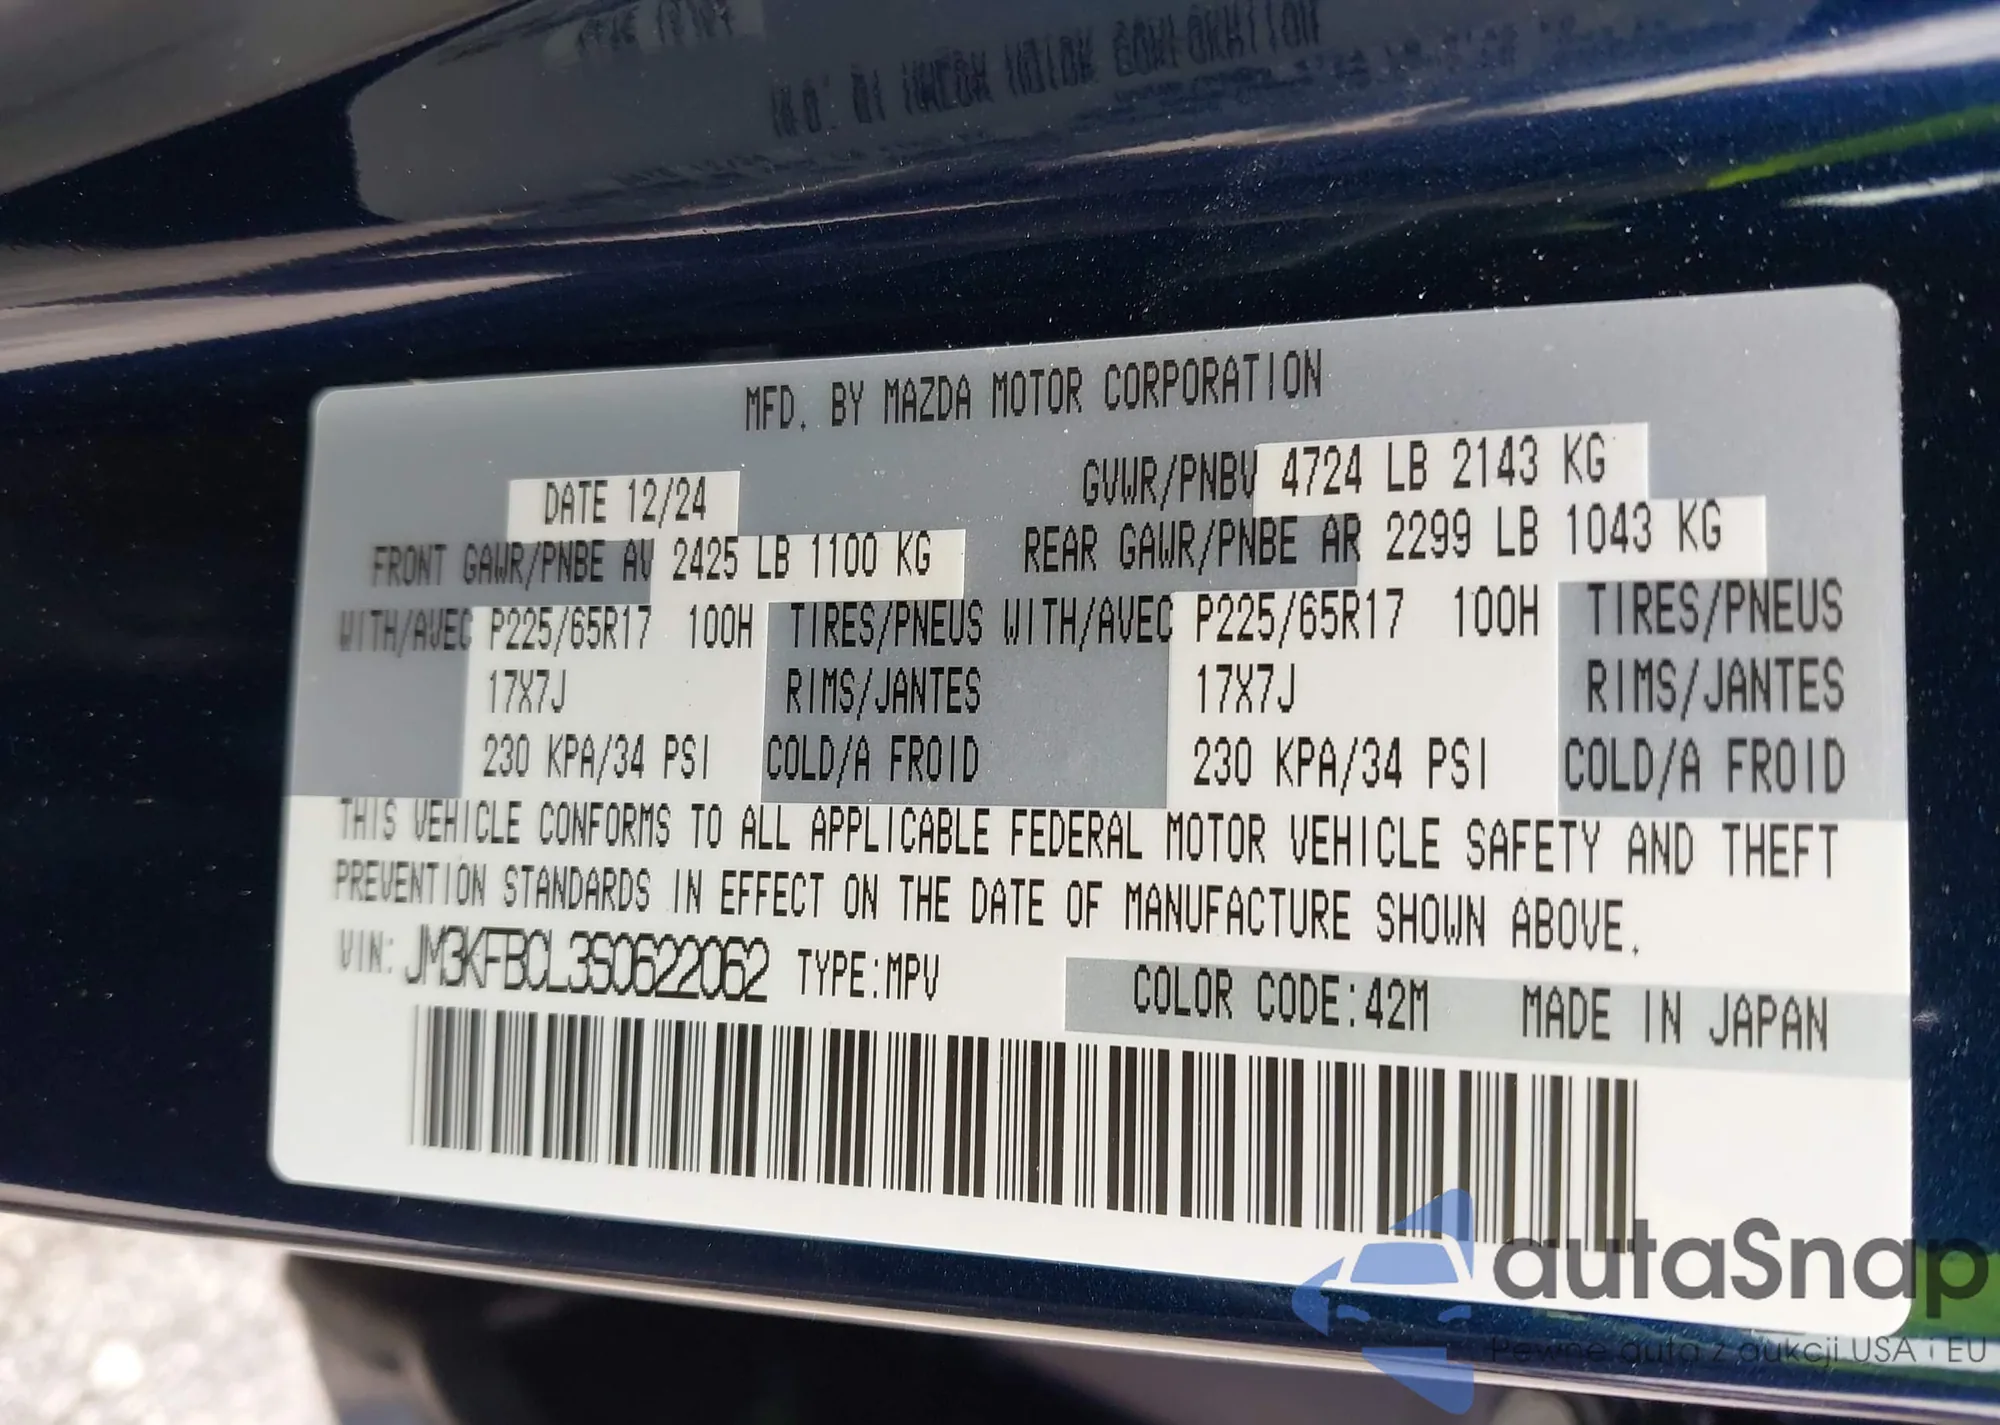 MFD. BY MAZDA MOTOR CORPORATION
DATE 12/24 GVWR/PNBV 4724 LB 2143 KG
FRONT GAWR/PNBE AV 2425 LB 1100 KG REAR GAWR/PNBE AR 2299 LB 1043 KG
WITH/AVEC P225/65R17 100H TIRES/PNEUS WITH/AVEC P225/65R17 100H TIRES/PNEUS
17X7J RIMS/JANTES 17X7J RIMS/JANTES
230 KPA/34 PSI COLD/A FROID 230 KPA/34 PSI COLD/A FROID
THIS VEHICLE CONFORMS TO ALL APPLICABLE FEDERAL MOTOR VEHICLE SAFETY AND THEFT
PREVENTION STANDARDS IN EFFECT ON THE DATE OF MANUFACTURE SHOWN ABOVE.
VIN: JM3KFBCL3S0622062 TYPE:MPV COLOR CODE:42M MADE IN JAPAN
autaSnap
Pewne auta z aukcji USA i EU